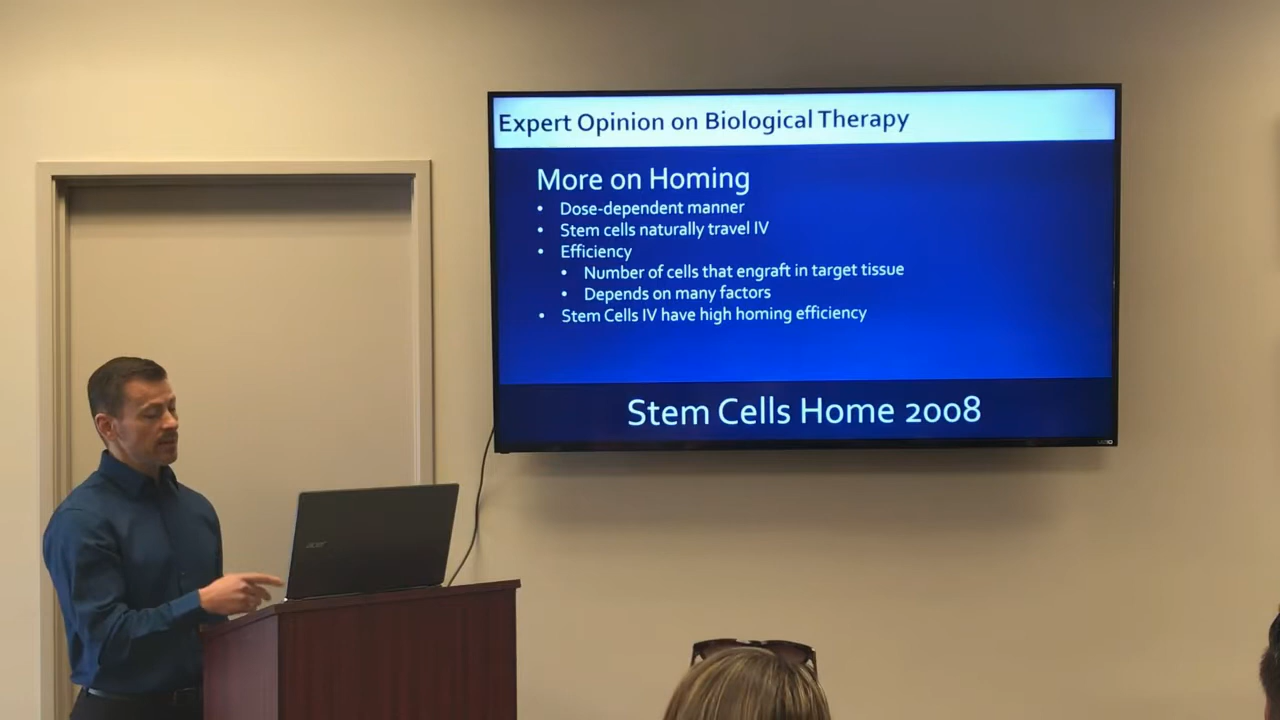 Expert Opinion on Biological Therapy
More on Homing
• Dose-dependent manner
• Stem cells naturally travel IV
• Efficiency
• Number of cells that engraft in target tissue
• Depends on many factors
• Stem Cells IV have high homing efficiency
Stem Cells Home 2008
acer
VIZIO